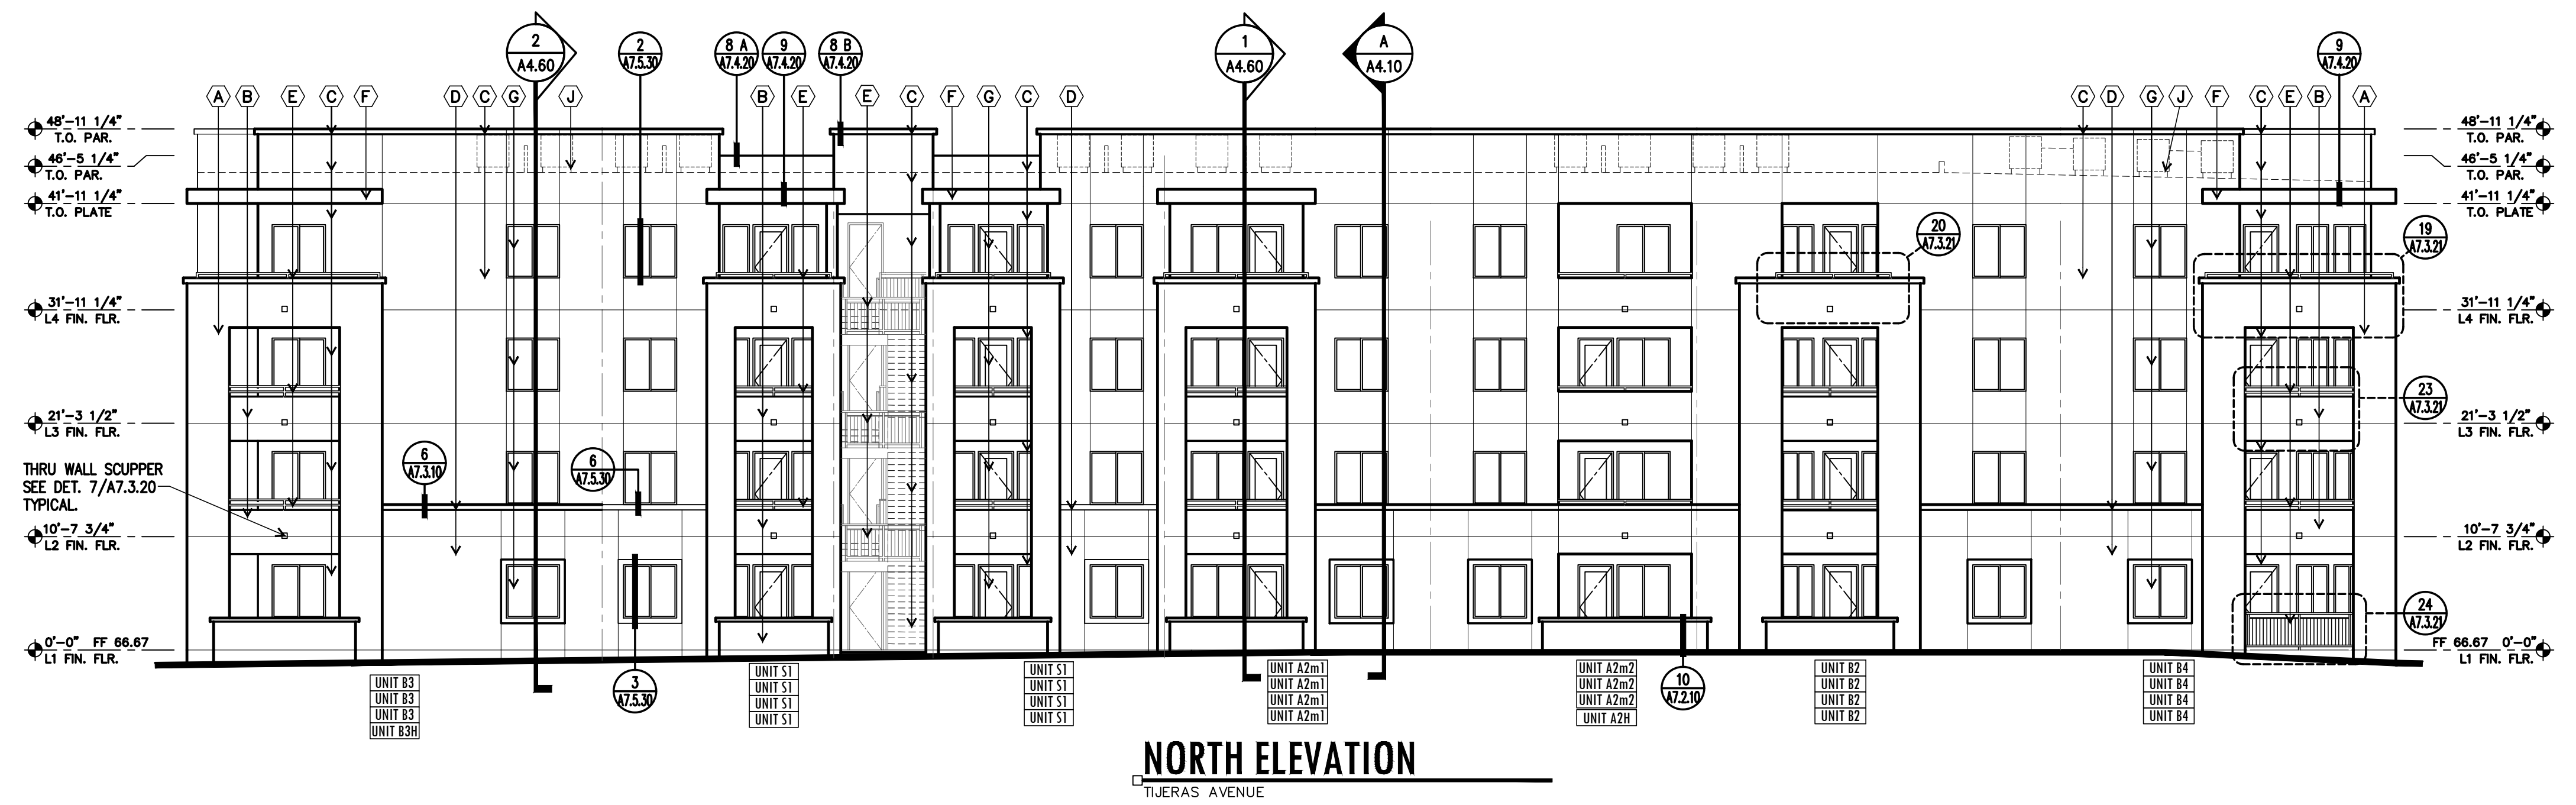 2
A4.60
2
A7.5.30
8 A
A7.4.20
9
A7.4.20
8 B
A7.4.20
1
A4.60
A
A4.10
9
A7.4.20
A B E C F D C G J B E E C F G C D C D G J F C E B A
48'-11 1/4"
T.O. PAR.
46'-5 1/4"
T.O. PAR.
41'-11 1/4"
T.O. PLATE
31'-11 1/4"
L4 FIN. FLR.
21'-3 1/2"
L3 FIN. FLR.
THRU WALL SCUPPER
SEE DET. 7/A7.3.20
TYPICAL.
10'-7 3/4"
L2 FIN. FLR.
0'-0" FF 66.67
L1 FIN. FLR.
6
A7.3.10
6
A7.5.30
3
A7.5.30
10
A7.2.10
20
A7.3.21
19
A7.3.21
23
A7.3.21
24
A7.3.21
48'-11 1/4"
T.O. PAR.
46'-5 1/4"
T.O. PAR.
41'-11 1/4"
T.O. PLATE
31'-11 1/4"
L4 FIN. FLR.
21'-3 1/2"
L3 FIN. FLR.
10'-7 3/4"
L2 FIN. FLR.
FF 66.67 0'-0"
L1 FIN. FLR.
UNIT B3
UNIT B3
UNIT B3
UNIT B3H
UNIT S1
UNIT S1
UNIT S1
UNIT S1
UNIT S1
UNIT S1
UNIT S1
UNIT S1
UNIT A2m1
UNIT A2m1
UNIT A2m1
UNIT A2m1
UNIT A2m2
UNIT A2m2
UNIT A2m2
UNIT A2H
UNIT B2
UNIT B2
UNIT B2
UNIT B2
UNIT B4
UNIT B4
UNIT B4
UNIT B4
NORTH ELEVATION
TIJERAS AVENUE